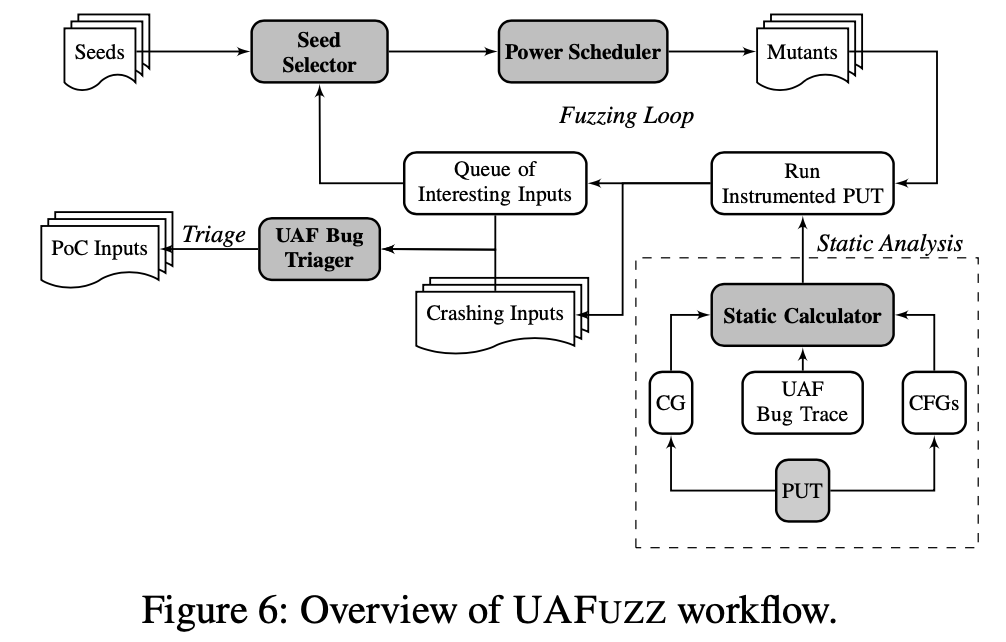 Seeds
Seed
Selector
Power Scheduler
Mutants
Fuzzing Loop
Queue of
Interesting Inputs
Run
Instrumented PUT
PoC Inputs
Triage
UAF Bug
Triager
Static Analysis
Crashing Inputs
Static Calculator
CG
UAF
Bug Trace
CFGs
PUT
Figure 6: Overview of UAFUZZ workflow.